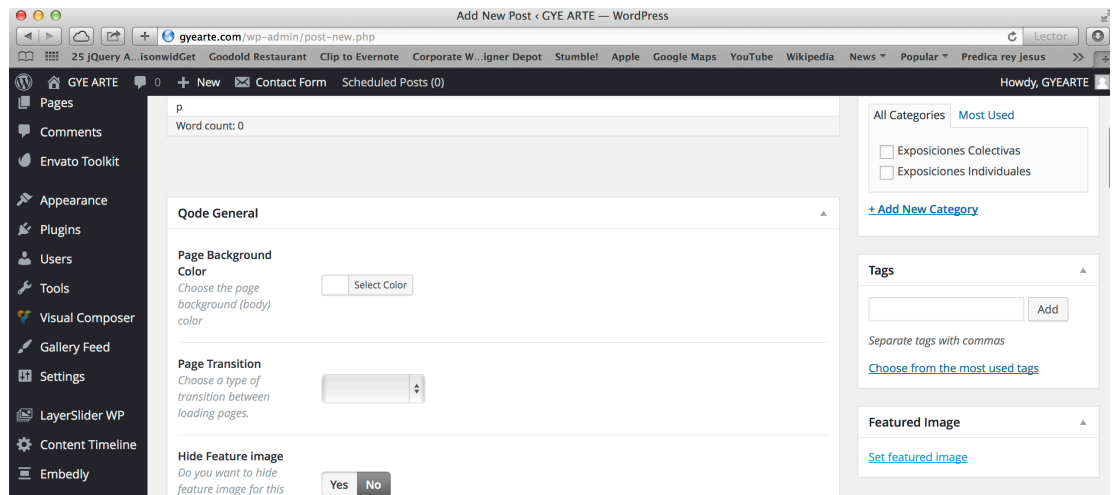 Add New Post ‹ GYE ARTE — WordPress
gyearte.com/wp-admin/post-new.php
Lector
25 jQuery A...isonwidGet Goodold Restaurant Clip to Evernote Corporate W...igner Depot Stumble! Apple Google Maps YouTube Wikipedia News Popular Predica rey jesus >>
GYE ARTE 0 + New Contact Form Scheduled Posts (0) Howdy, GYEARTE
Pages
Comments
Envato Toolkit
Appearance
Plugins
Users
Tools
Visual Composer
Gallery Feed
Settings
LayerSlider WP
Content Timeline
Embedly
p
Word count: 0
Qode General
Page Background
Color
Choose the page
background (body)
color
Select Color
Page Transition
Choose a type of
transition between
loading pages.
Hide Feature image
Do you want to hide
feature image for this
Yes No
All Categories Most Used
Exposiciones Colectivas
Exposiciones Individuales
+ Add New Category
Tags
Add
Separate tags with commas
Choose from the most used tags
Featured Image
Set featured image